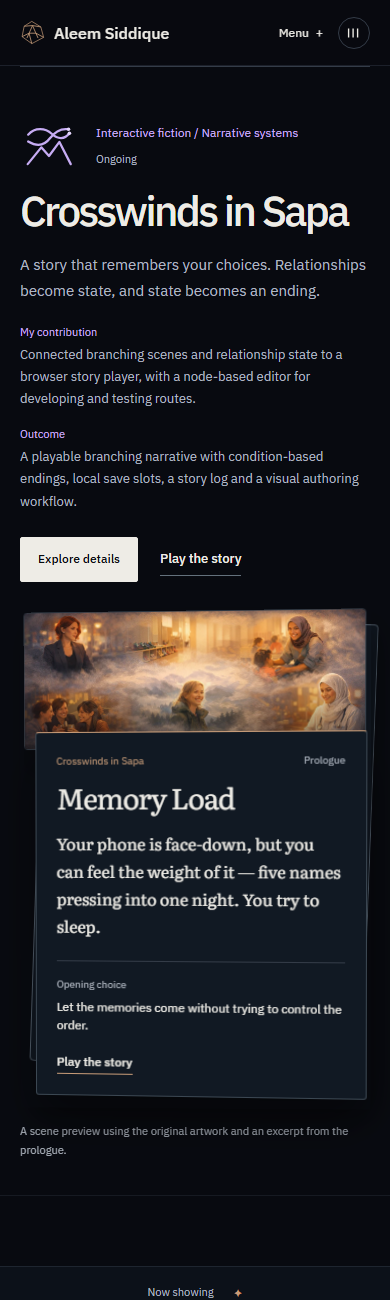 Aleem Siddique
Menu +
Interactive fiction / Narrative systems
Ongoing
Crosswinds in Sapa
A story that remembers your choices. Relationships
become state, and state becomes an ending.
My contribution
Connected branching scenes and relationship state to a
browser story player, with a node-based editor for
developing and testing routes.
Outcome
A playable branching narrative with condition-based
endings, local save slots, a story log and a visual authoring
workflow.
Explore details
Play the story
Crosswinds in Sapa
Prologue
Memory Load
Your phone is face-down, but you
can feel the weight of it — five names
pressing into one night. You try to
sleep.
Opening choice
Let the memories come without trying to control the
order.
Play the story
A scene preview using the original artwork and an excerpt from the
prologue.
Now showing